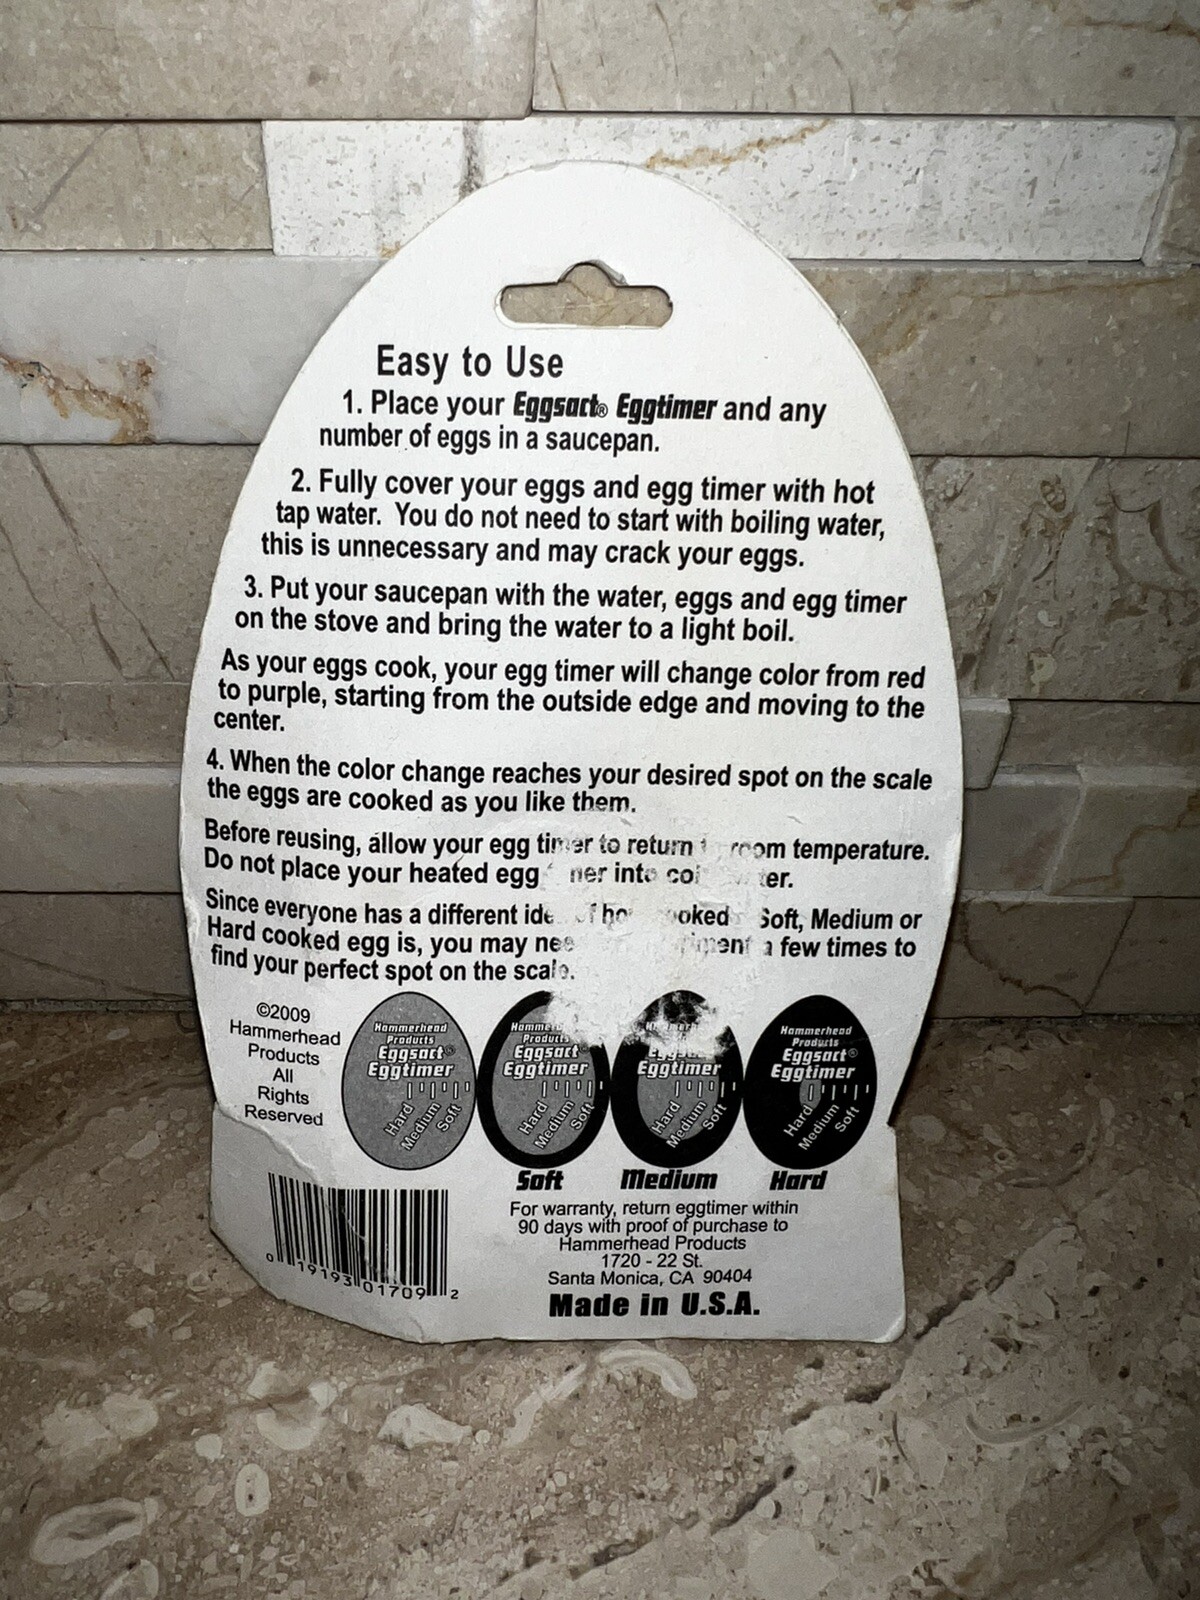 Easy to Use
1. Place your Eggsact® Eggtimer and any
number of eggs in a saucepan.
2. Fully cover your eggs and egg timer with hot
tap water. You do not need to start with boiling water,
this is unnecessary and may crack your eggs.
3. Put your saucepan with the water, eggs and egg timer
on the stove and bring the water to a light boil.
As your eggs cook, your egg timer will change color from red
to purple, starting from the outside edge and moving to the
center.
4. When the color change reaches your desired spot on the scale
the eggs are cooked as you like them.
Before reusing, allow your egg timer to return room temperature.
Do not place your heated egg into
Since everyone has a different Soft, Medium or
Hard cooked egg is, you may a few times to
find your perfect spot on the scale.
©2009
Hammerhead
Products
All
Rights
Reserved
Hammerhead
Products
Eggsact®
Eggtimer
Hard
Medium
Soft
Products
Eggsact
Eggtimer
Hard
Medium
Soft
Eggtimer
Hard
Medium
Soft
Hammerhead
Products
Eggsact®
Eggtimer
Hard
Medium
Soft
Soft Medium Hard
For warranty, return eggtimer within
90 days with proof of purchase to
Hammerhead Products
1720 - 22 St.
Santa Monica, CA 90404
Made in U.S.A.
0 19193 01709 2